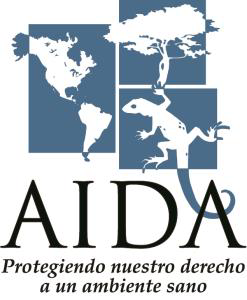 AIDA
Protegiendo nuestro derecho
a un ambiente sano